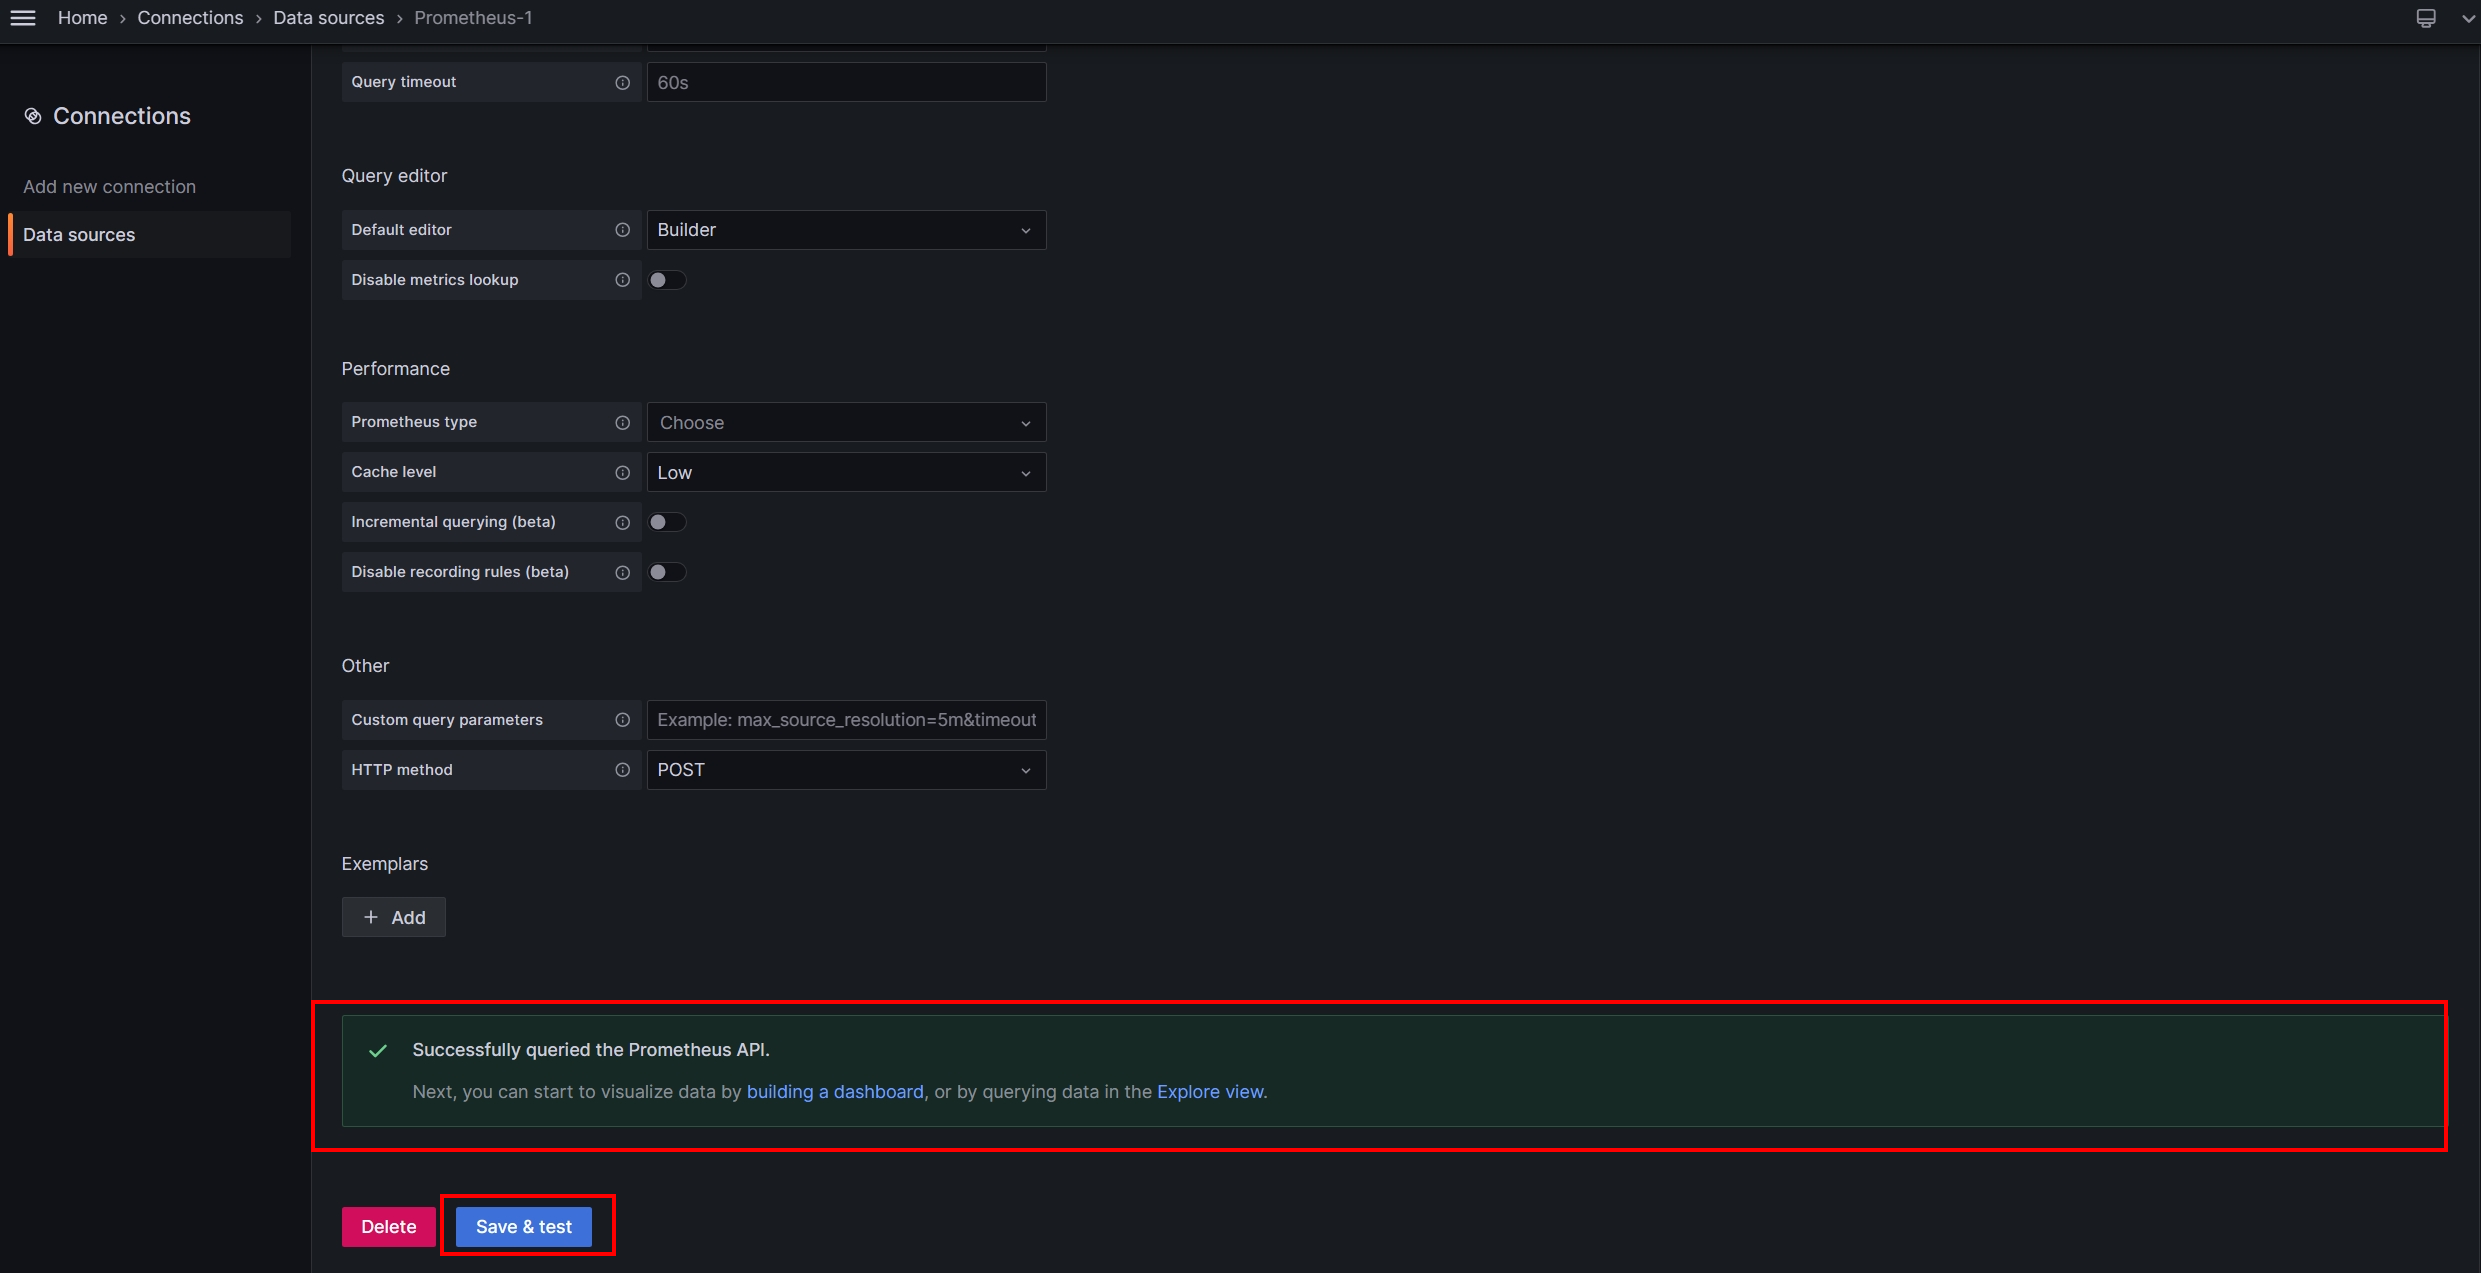 Home › Connections › Data sources › Prometheus-1
Connections
Add new connection
Data sources
Query timeout 60s
Query editor
Default editor Builder
Disable metrics lookup
Performance
Prometheus type Choose
Cache level Low
Incremental querying (beta)
Disable recording rules (beta)
Other
Custom query parameters Example: max_source_resolution=5m&timeout
HTTP method POST
Exemplars
+ Add
Successfully queried the Prometheus API.
Next, you can start to visualize data by building a dashboard, or by querying data in the Explore view.
Delete Save & test